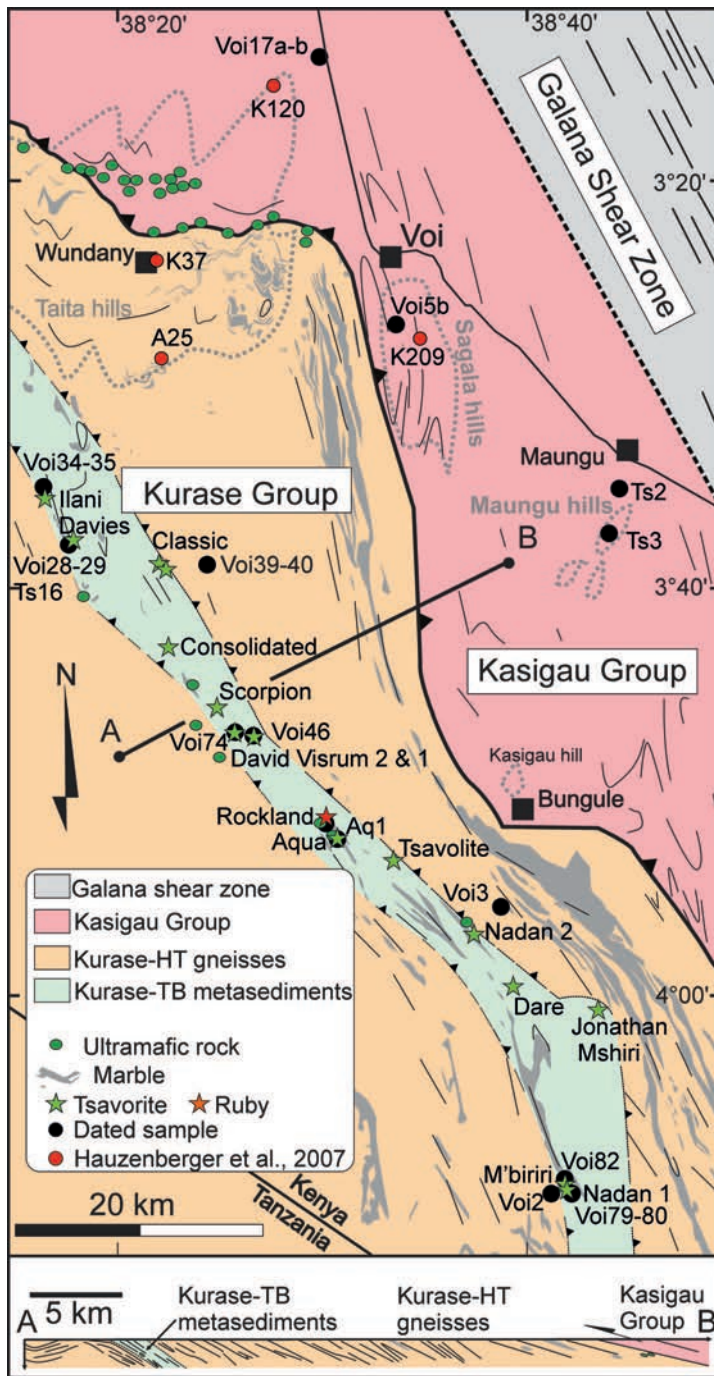 38°20'
38°40'
Voi17a-b
K120
Galana Shear Zone
3°20'
Wundany
K37
Voi
Taita hills
A25
Voi5b
K209
Sagala hills
Maungu
Voi34-35
Kurase Group
Ts2
Ilani
Maungu hills
Davies
Classic
B
Ts3
Voi28-29
Voi39-40
Ts16
3°40'
Consolidated
N
Kasigau Group
Scorpion
A
Voi74
Voi46
David Visrum 2 & 1
Kasigau hill
Bungule
Rockland
Aq1
Aqua
Tsavolite
Galana shear zone
Voi3
Kasigau Group
Nadan 2
Kurase-HT gneisses
Kurase-TB metasediments
4°00'
Dare
Jonathan
Mshiri
Ultramafic rock
Marble
Tsavorite
Ruby
Dated sample
Hauzenberger et al., 2007
Voi82
M'biriri
Nadan 1
Voi2
Voi79-80
20 km
Kenya
Tanzania
5 km
Kurase-TB
metasediments
Kurase-HT
gneisses
Kasigau
Group
A
B